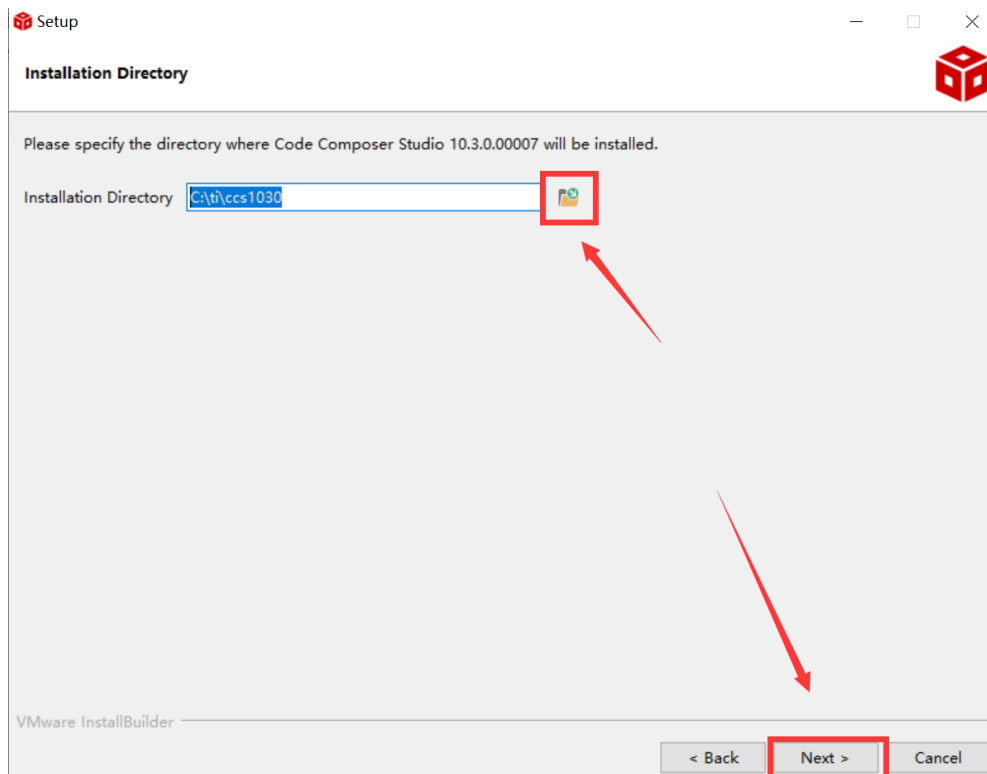 Setup
Installation Directory
Please specify the directory where Code Composer Studio 10.3.0.00007 will be installed.
Installation Directory C:\ti\ccs1030
VMware InstallBuilder
< Back Next > Cancel